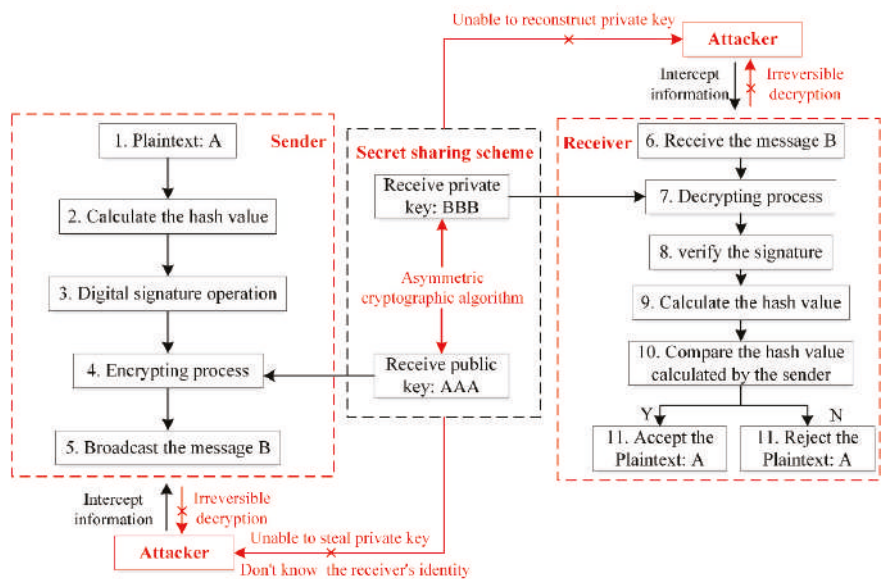 Unable to reconstruct private key
Attacker
Intercept
information
Irreversible
decryption
Sender
1. Plaintext: A
2. Calculate the hash value
3. Digital signature operation
4. Encrypting process
5. Broadcast the message B
Secret sharing scheme
Receive private
key: BBB
Asymmetric
cryptographic algorithm
Receive public
key: AAA
Receiver
6. Receive the message B
7. Decrypting process
8. verify the signature
9. Calculate the hash value
10. Compare the hash value
calculated by the sender
Y
N
11. Accept the
Plaintext: A
11. Reject the
Plaintext: A
Intercept
information
Irreversible
decryption
Attacker
Unable to steal private key
Don't know the receiver's identity